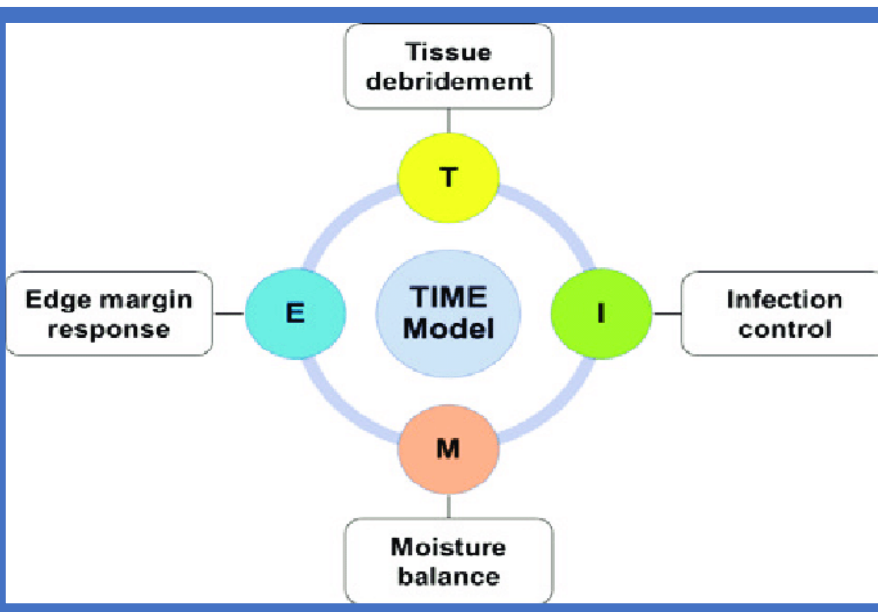 Tissue
debridement
T
Edge margin
response
E
TIME
Model
I
Infection
control
M
Moisture
balance